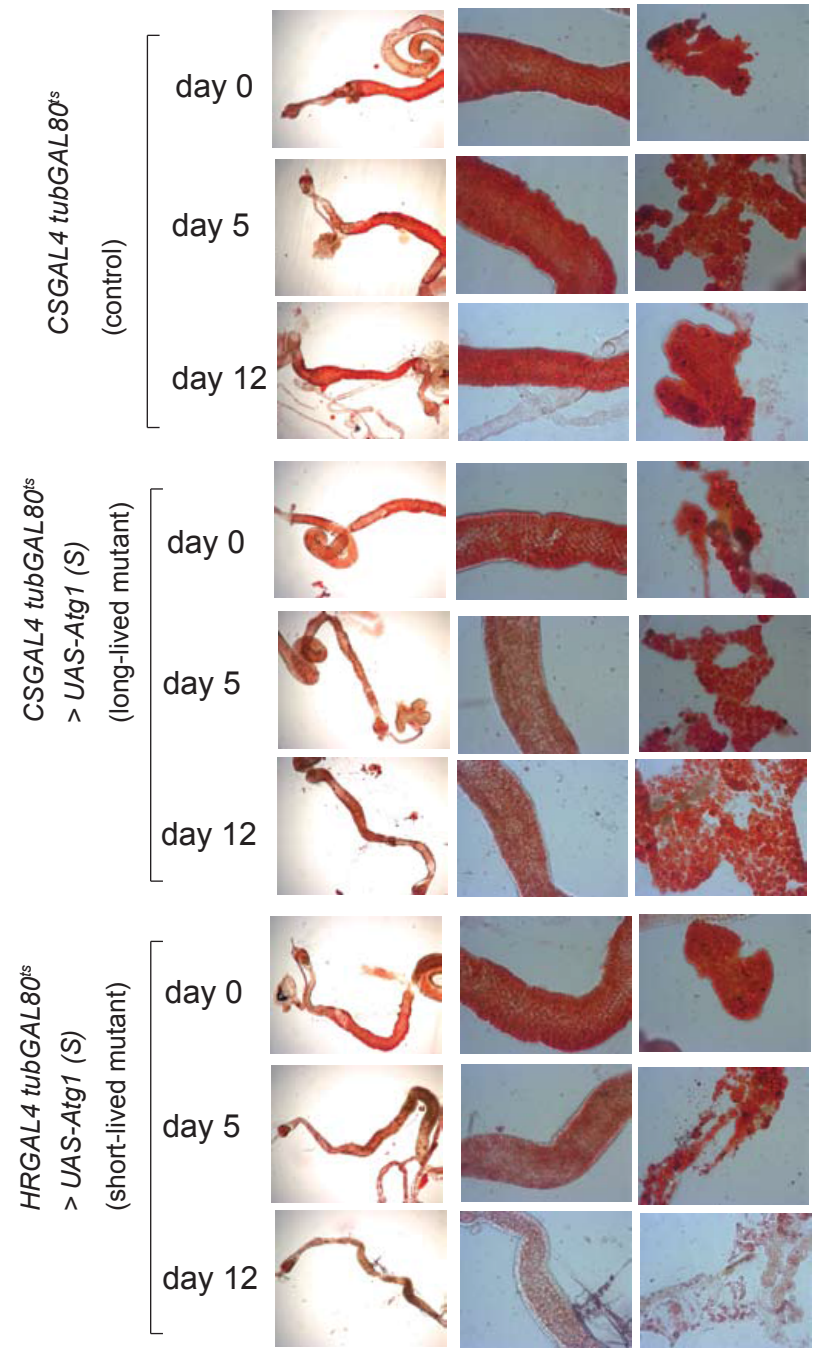 CSGAL4 tubGAL80ts
(control)
day 0
day 5
day 12
CSGAL4 tubGAL80ts
> UAS-Atg1 (S)
(long-lived mutant)
day 0
day 5
day 12
HRGAL4 tubGAL80ts
> UAS-Atg1 (S)
(short-lived mutant)
day 0
day 5
day 12